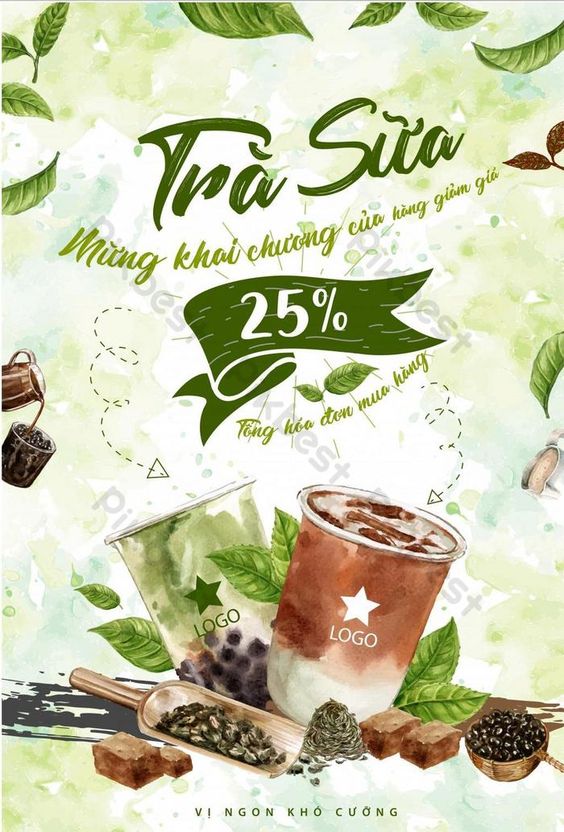 Trà Sữa
Mừng khai chương của hàng giảm giá
25%
Tổng hóa đơn mua hàng
LOGO
LOGO
VỊ NGON KHÓ CƯỠNG